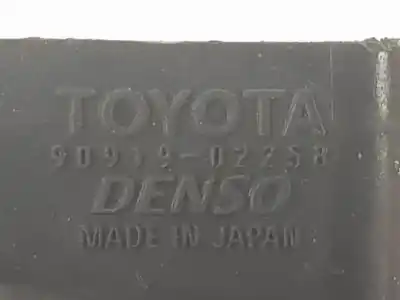 TOYOTA
90919-02258
DENSO
MADE IN JAPAN